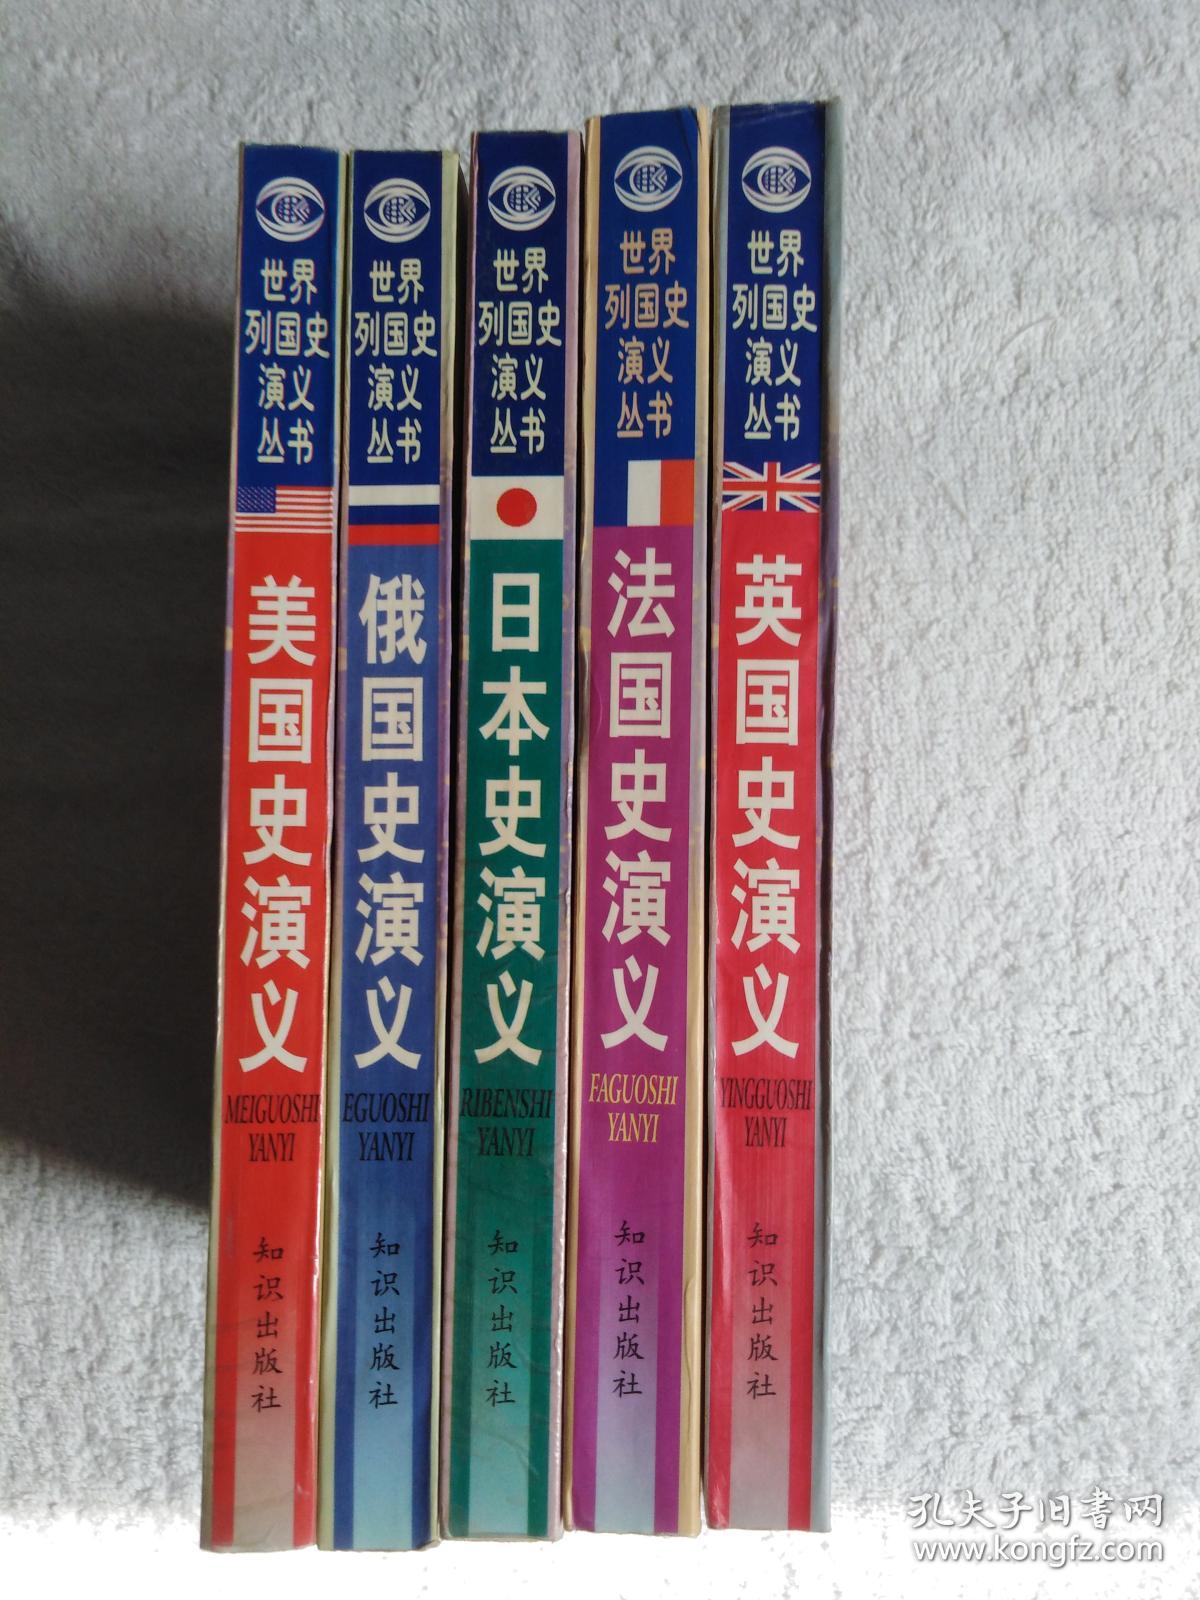 世界
列国史
演义
丛书
美国史演义
MEIGUOSHI
YANYI
知识出版社
世界
列国史
演义
丛书
俄国史演义
EGUOSHI
YANYI
知识出版社
世界
列国史
演义
丛书
日本史演义
RIBENSHI
YANYI
知识出版社
世界
列国史
演义
丛书
法国史演义
FAGUOSHI
YANYI
知识出版社
世界
列国史
演义
丛书
英国史演义
YINGGUOSHI
YANYI
知识出版社
孔夫子旧書网
www.kongfz.com